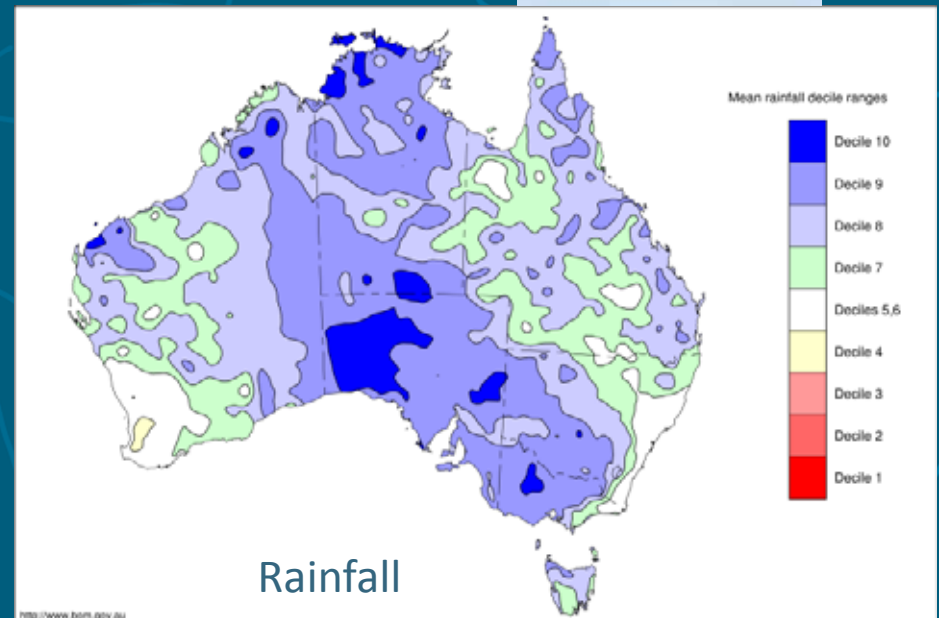 Mean rainfall decile ranges
Decile 10
Decile 9
Decile 8
Decile 7
Deciles 5,6
Decile 4
Decile 3
Decile 2
Decile 1
Rainfall
http://www.bom.gov.au